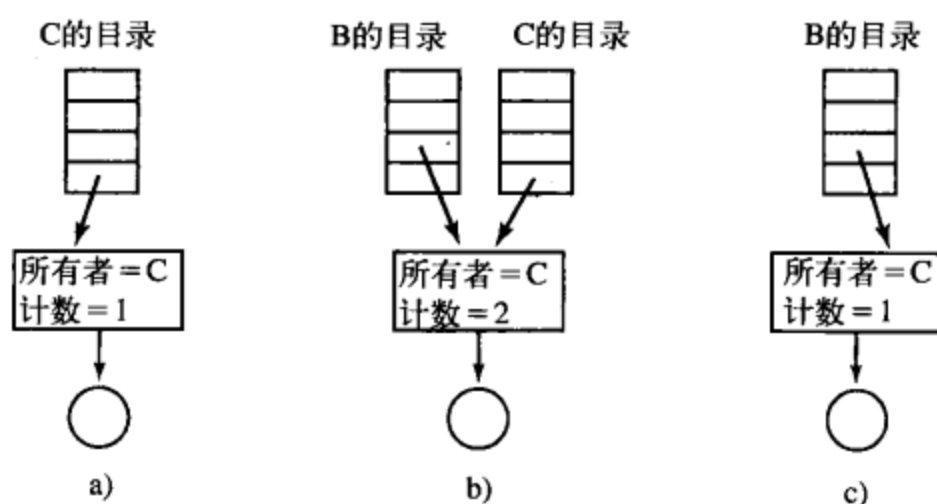 C的目录
B的目录
C的目录
B的目录
所有者=C
计数=1
所有者=C
计数=2
所有者=C
计数=1
a)
b)
c)